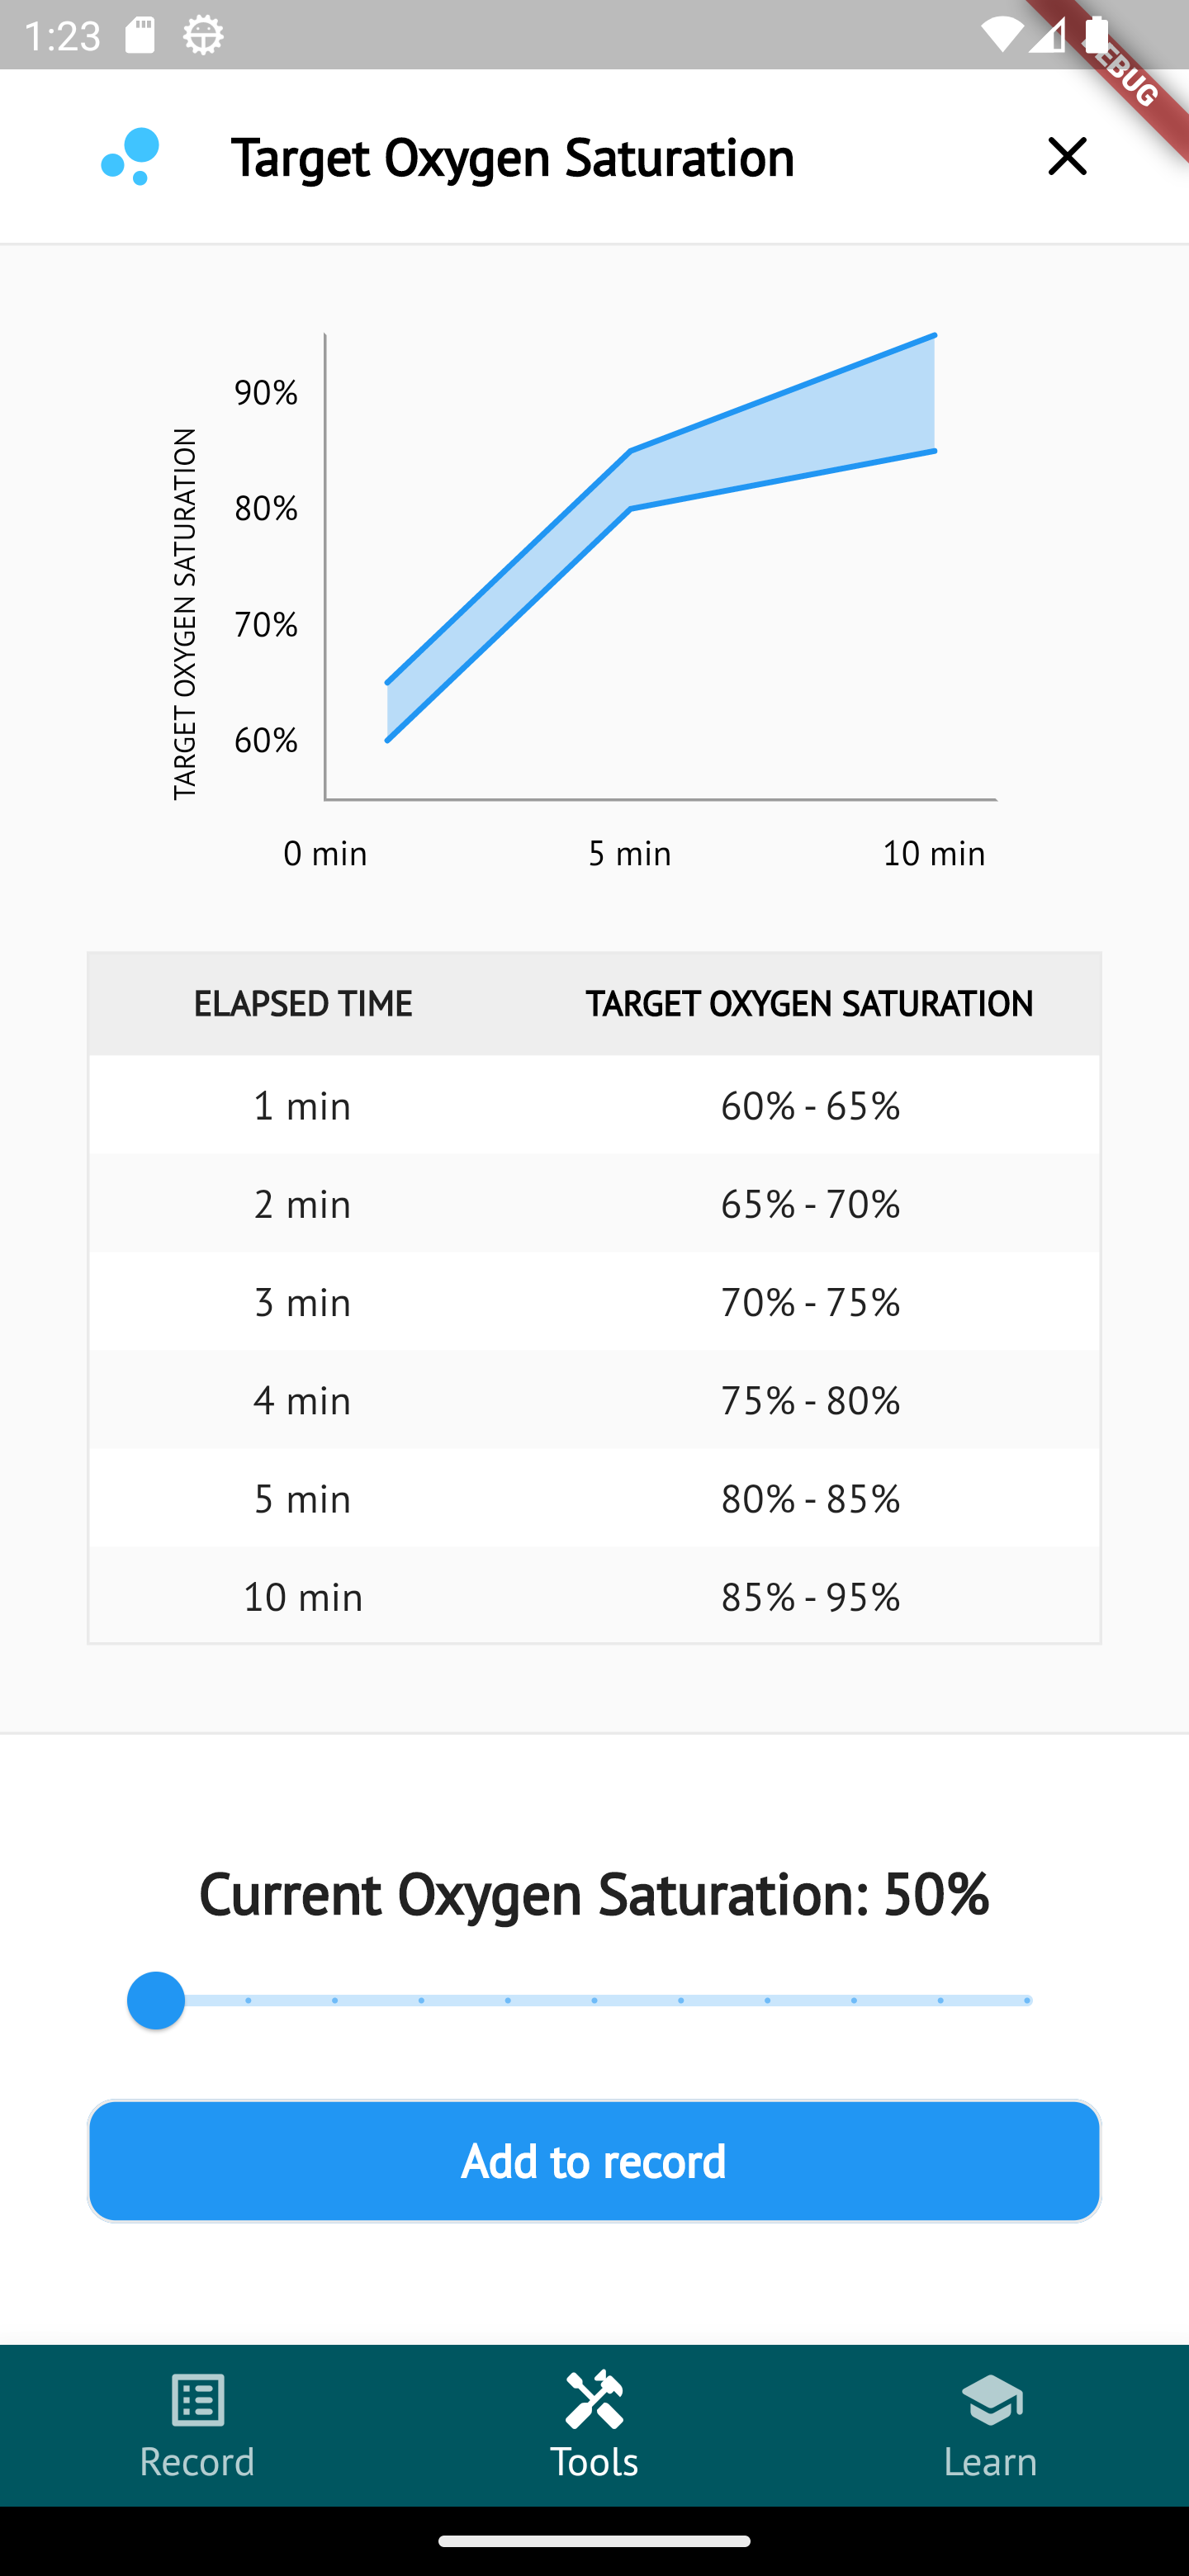 1:23
DEBUG
Target Oxygen Saturation
TARGET OXYGEN SATURATION
90%
80%
70%
60%
0 min 5 min 10 min
ELAPSED TIME TARGET OXYGEN SATURATION
1 min 60% - 65%
2 min 65% - 70%
3 min 70% - 75%
4 min 75% - 80%
5 min 80% - 85%
10 min 85% - 95%
Current Oxygen Saturation: 50%
Add to record
Record Tools Learn